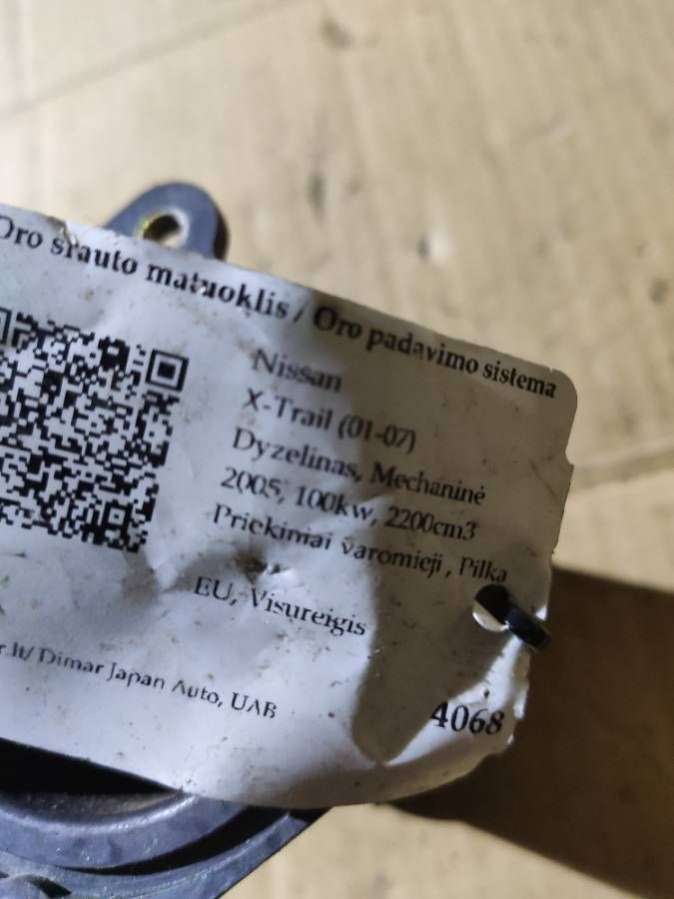 Oro srauto matuoklis / Oro padavimo sistema
Nissan
X-Trail (01-07)
Dyzelinas, Mechaninė
2005, 100kw, 2200cm3
Priekiniai varomieji , Pilka
EU, Visureigis
r.lt/ Dimar Japan Auto, UAB
4068